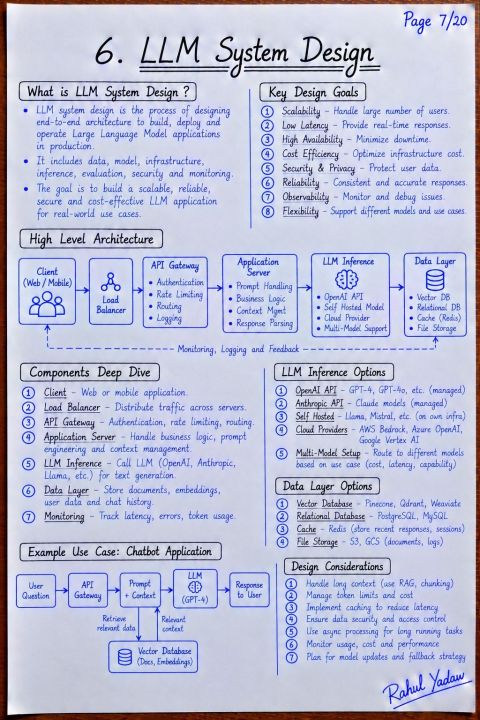 Page 7/20
6. LLM System Design
What is LLM System Design ?
• LLM system design is the process of designing
end-to-end architecture to build, deploy and
operate Large Language Model applications
in production.
• It includes data, model, infrastructure,
inference, evaluation, security and monitoring.
• The goal is to build a scalable, reliable,
secure and cost-effective LLM application
for real-world use cases.
Key Design Goals
1 Scalability – Handle large number of users.
2 Low Latency – Provide real-time responses.
3 High Availability – Minimize downtime.
4 Cost Efficiency – Optimize infrastructure cost.
5 Security & Privacy – Protect user data.
6 Reliability – Consistent and accurate responses.
7 Observability – Monitor and debug issues.
8 Flexibility – Support different models and use cases.
High Level Architecture
Client
(Web / Mobile)
Load
Balancer
API Gateway
• Authentication
• Rate Limiting
• Routing
• Logging
Application
Server
• Prompt Handling
• Business Logic
• Context Mgmt
• Response Parsing
LLM Inference
• OpenAI API
• Self Hosted Model
• Cloud Provider
• Multi-Model Support
Data Layer
• Vector DB
• Relational DB
• Cache (Redis)
• File Storage
Monitoring, Logging and Feedback
Components Deep Dive
1 Client – Web or mobile application.
2 Load Balancer – Distribute traffic across servers.
3 API Gateway – Authentication, rate limiting, routing.
4 Application Server – Handle business logic, prompt
engineering and context management.
5 LLM Inference – Call LLM (OpenAI, Anthropic,
Llama, etc.) for text generation.
6 Data Layer – Store documents, embeddings,
user data and chat history.
7 Monitoring – Track latency, errors, token usage.
LLM Inference Options
1 OpenAI API – GPT-4, GPT-4o, etc. (managed)
2 Anthropic API – Claude models (managed)
3 Self Hosted – Llama, Mistral, etc. (on own infra)
4 Cloud Providers – AWS Bedrock, Azure OpenAI,
Google Vertex AI
5 Multi-Model Setup – Route to different models
based on use case (cost, latency, capability)
Data Layer Options
1 Vector Database – Pinecone, Qdrant, Weaviate
2 Relational Database – PostgreSQL, MySQL
3 Cache – Redis (store recent responses, sessions)
4 File Storage – S3, GCS (documents, logs)
Example Use Case: Chatbot Application
User
Question
API
Gateway
Prompt
+ Context
LLM
(GPT-4)
Response
to User
Retrieve
relevant data
Relevant
context
Vector Database
(Docs, Embeddings)
Design Considerations
1 Handle long context (use RAG, chunking)
2 Manage token limits and cost
3 Implement caching to reduce latency
4 Ensure data security and access control
5 Use async processing for long running tasks
6 Monitor usage, cost and performance
7 Plan for model updates and fallback strategy
Rahul Yadav